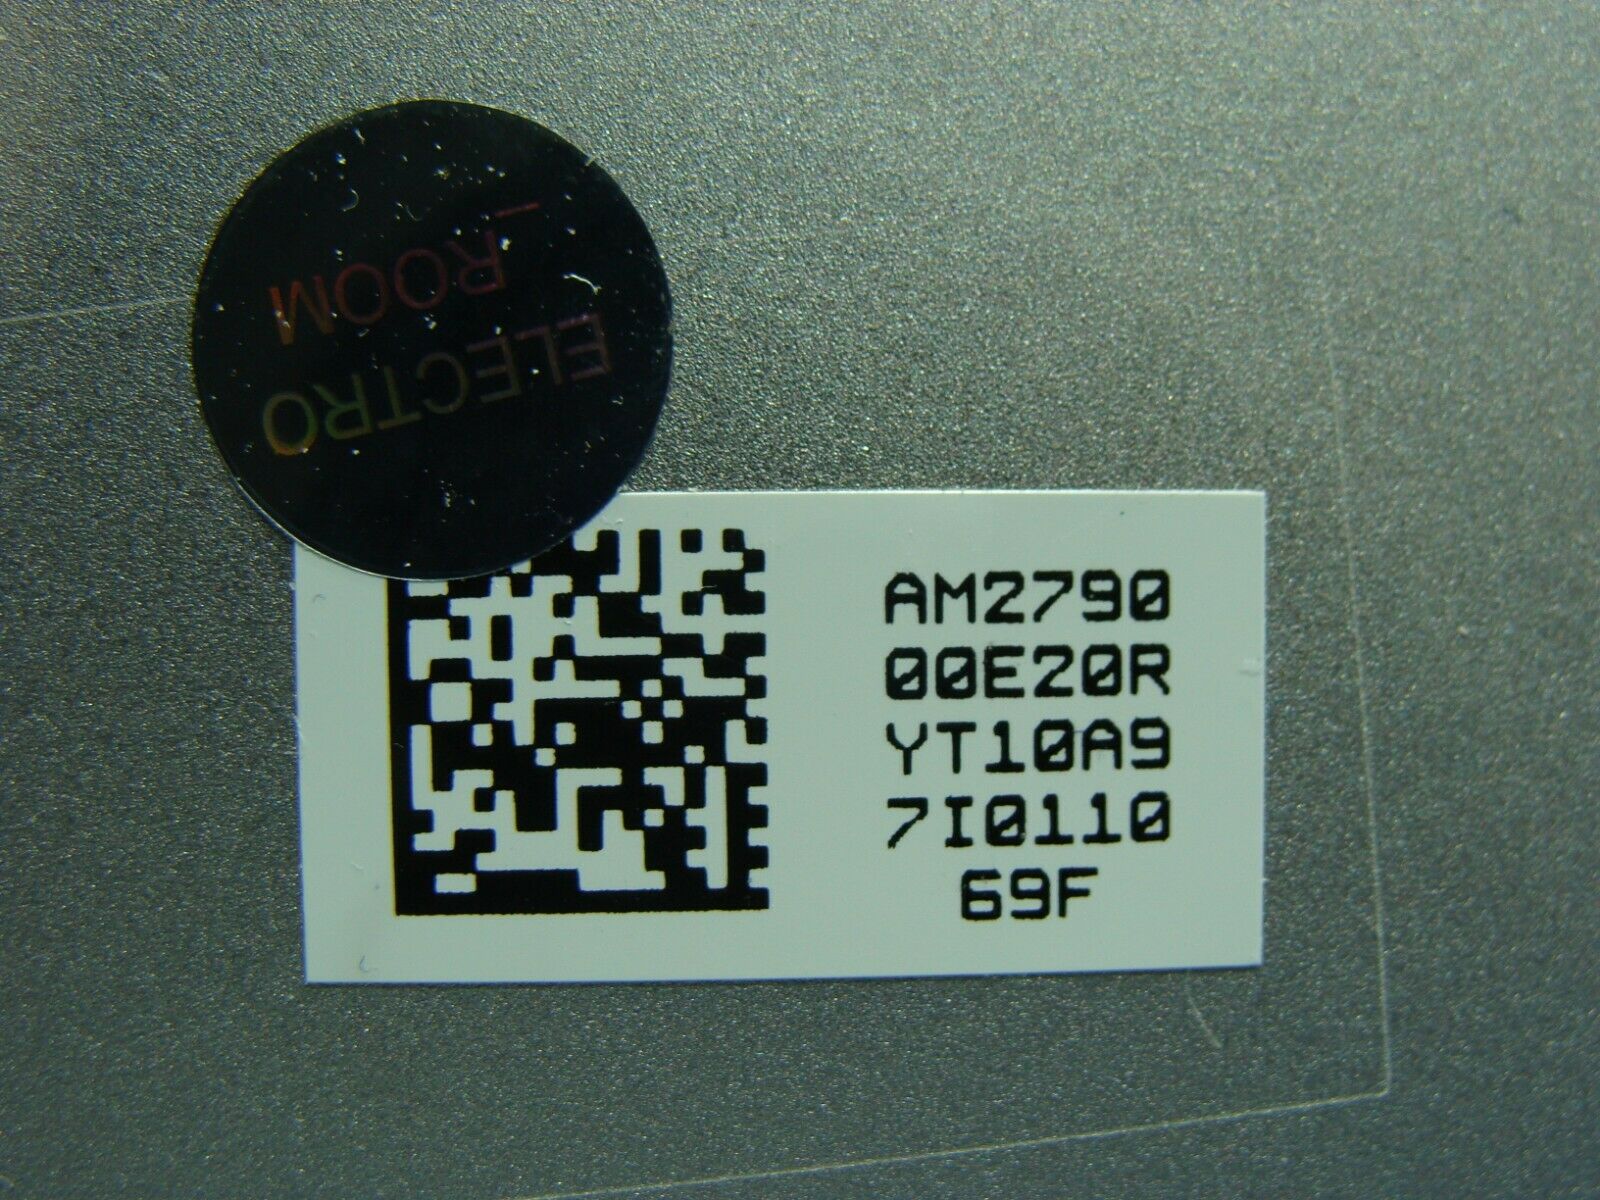 ELECTRO
_ROOM
AM2790
00E20R
YT10A9
7I0110
69F